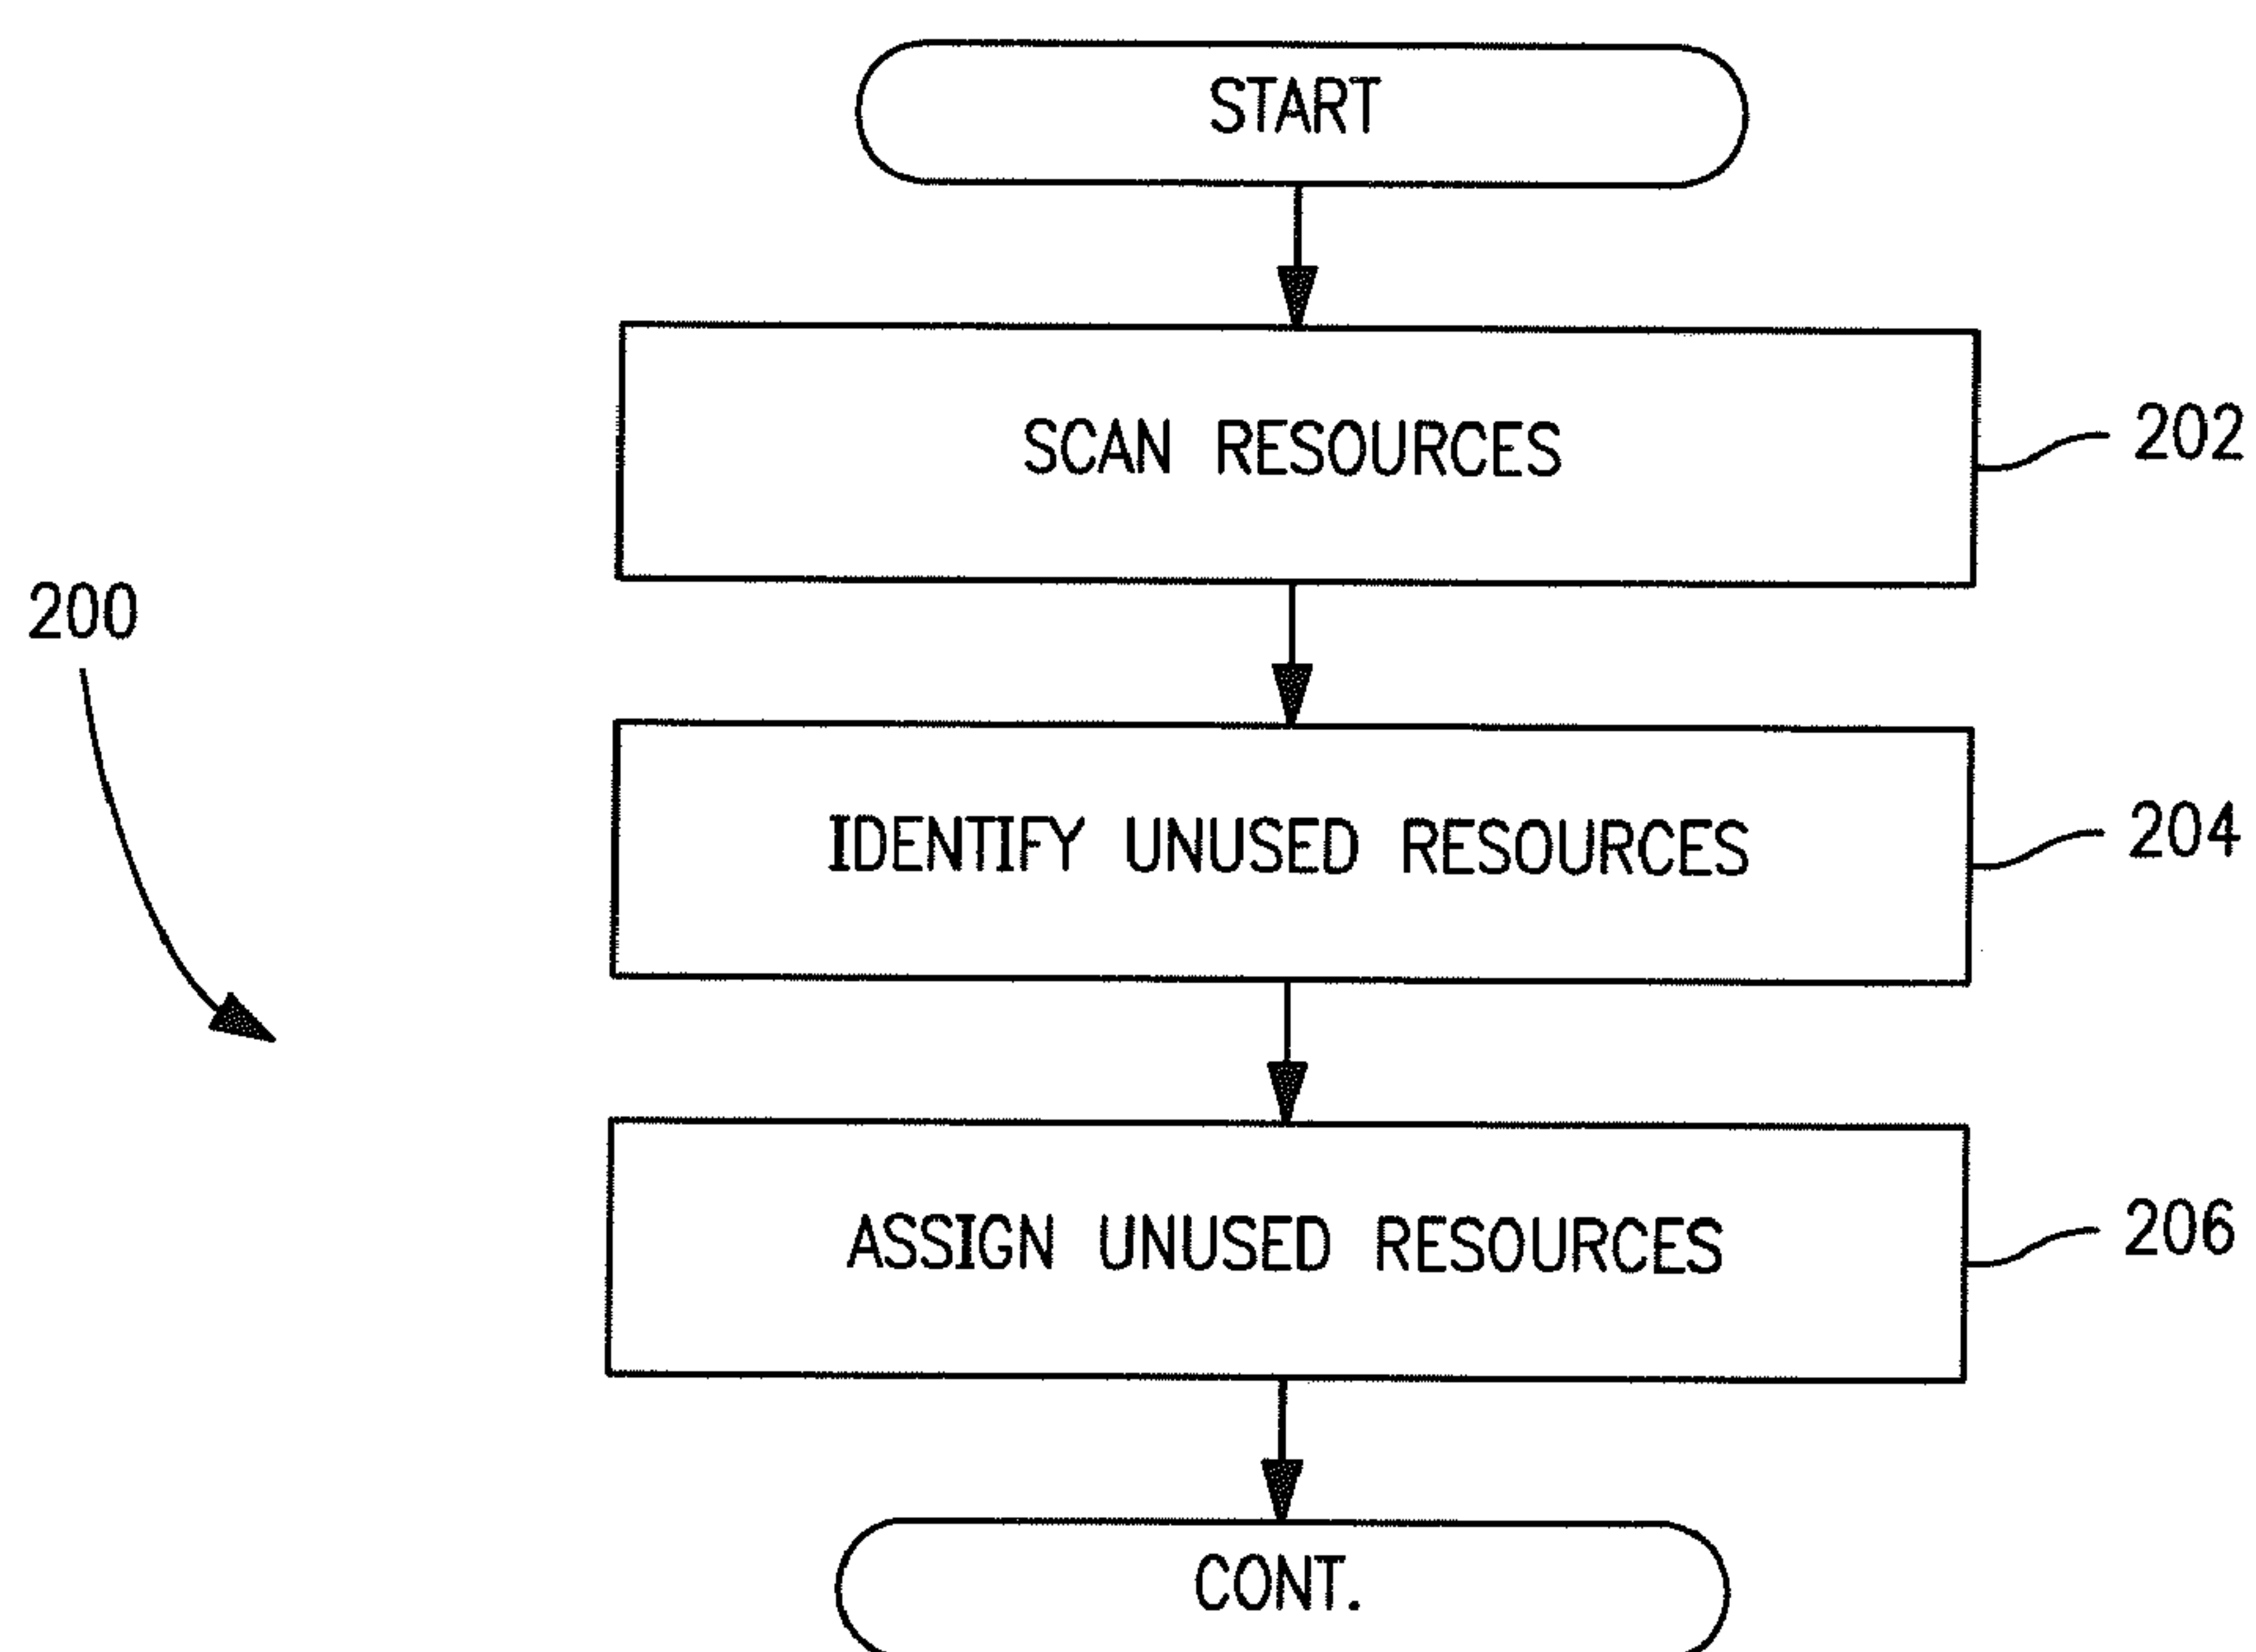 START
SCAN RESOURCES
202
200
IDENTIFY UNUSED RESOURCES
204
ASSIGN UNUSED RESOURCES
206
CONT.